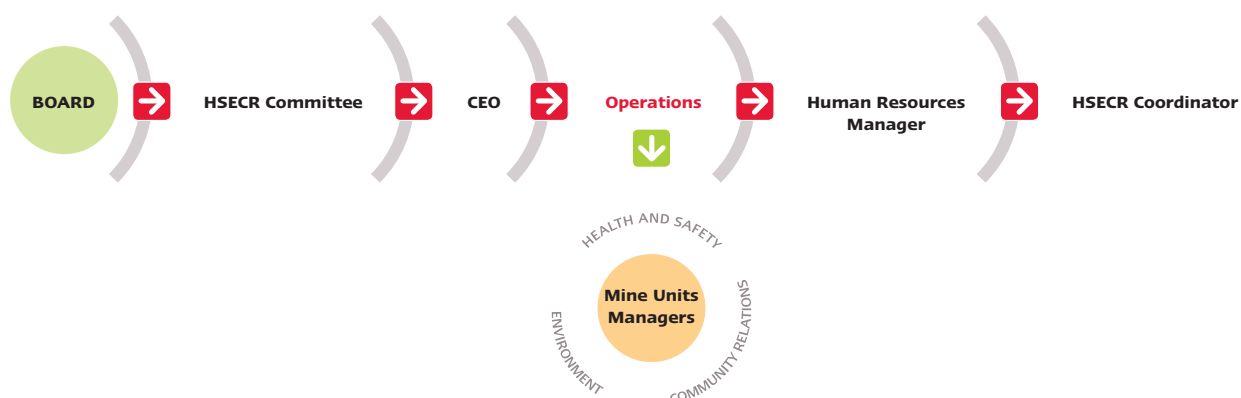 BOARD
HSECR Committee
CEO
Operations
Human Resources
Manager
HSECR Coordinator
HEALTH AND SAFETY
Mine Units
Managers
ENVIRONMENT
COMMUNITY RELATIONS